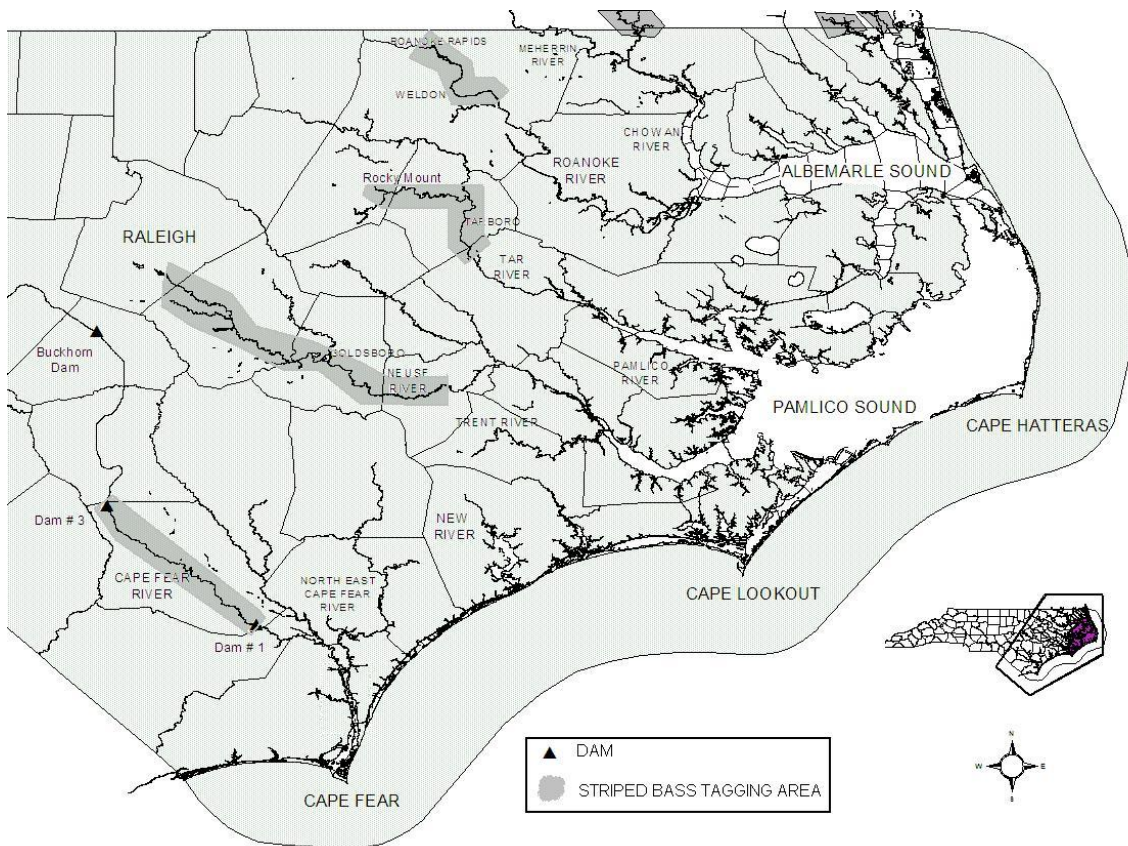 ROANOKE RAPIDS
MEHERRIN
RIVER
WELDON
CHOWAN
RIVER
ROANOKE
RIVER
ALBEMARLE SOUND
Rocky Mount
TARBORO
RALEIGH
TAR
RIVER
Buckhorn
Dam
GOLDSBORO
NEUSE
RIVER
PAMLICO
RIVER
PAMLICO SOUND
TRENT RIVER
CAPE HATTERAS
Dam # 3
NEW
RIVER
CAPE FEAR
RIVER
NORTH EAST
CAPE FEAR
RIVER
CAPE LOOKOUT
Dam # 1
CAPE FEAR
DAM
STRIPED BASS TAGGING AREA
N
W
E
S